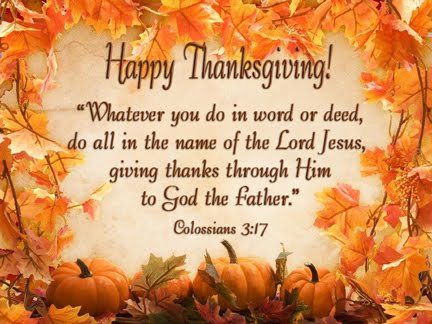 Happy Thanksgiving!
“Whatever you do in word or deed,
do all in the name of the Lord Jesus,
giving thanks through Him
to God the Father.”
Colossians 3:17